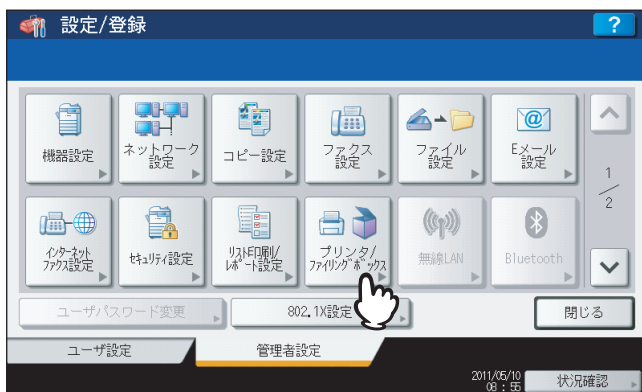 設定/登録
?
機器設定
ネットワーク
設定
コピー設定
ファクス
設定
ファイル
設定
Eメール
設定
1
/
2
インターネット
ファクス設定
セキュリティ設定
リスト印刷/
レポート設定
プリンタ/
ファイリングボックス
無線LAN
Bluetooth
ユーザパスワード変更
802.1X設定
閉じる
ユーザ設定
管理者設定
2011/05/10
08:55
状況確認